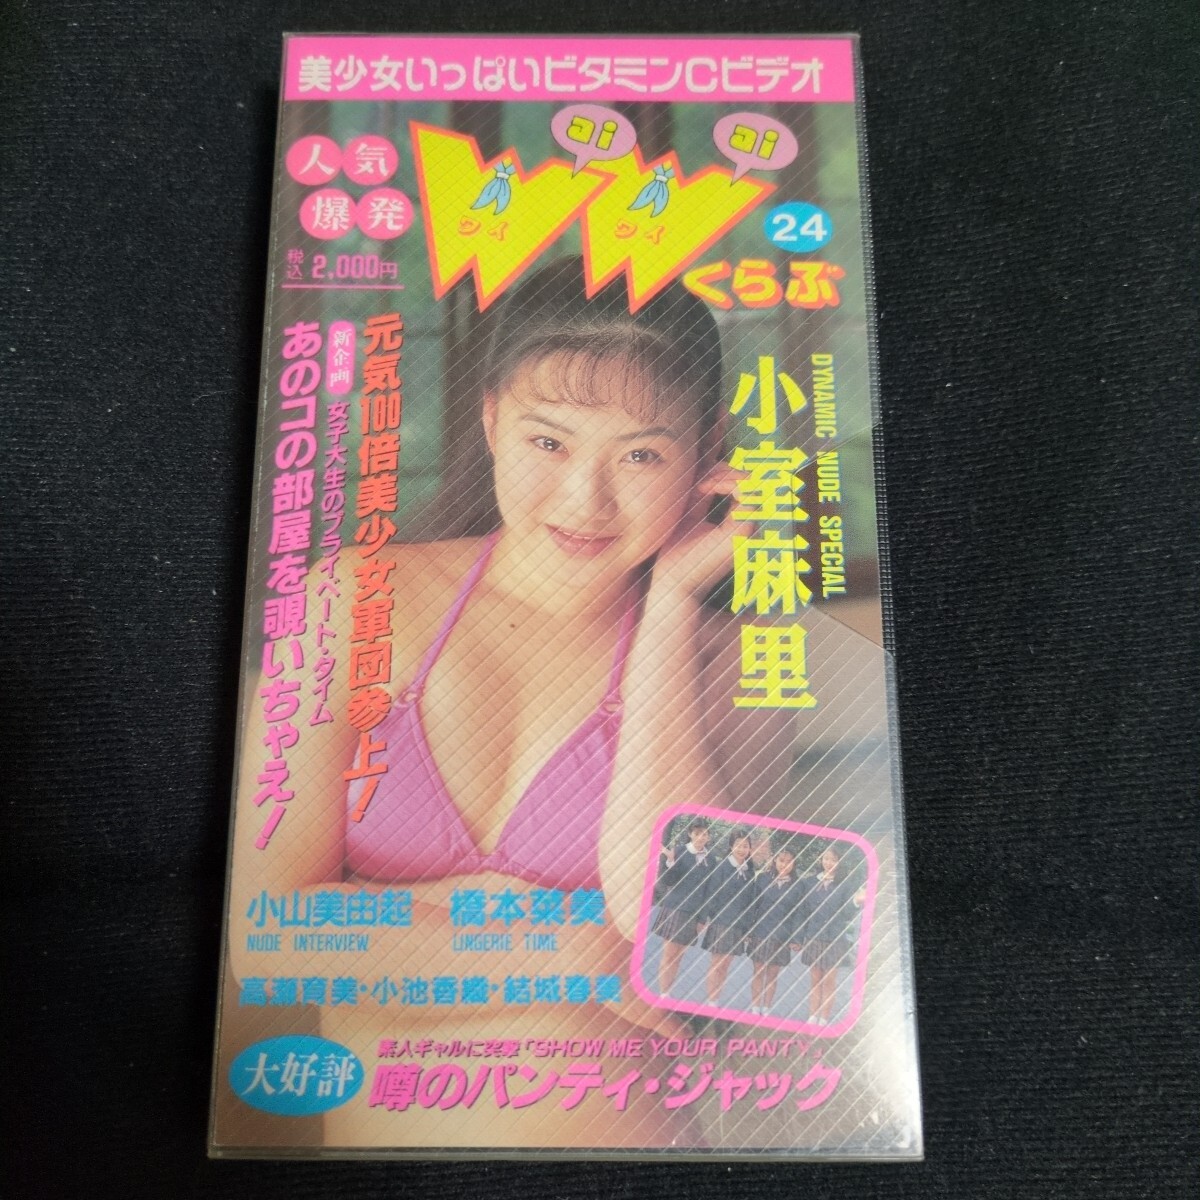 美少女いっぱいビタミンCビデオ
人気
爆発
税込 2,000円
Wai Wai
ワイ ワイ
くらぶ
24
DYNAMIC NUDE SPECIAL
小室麻里
元気100倍美少女軍団参上!
新企画 女子大生のプライベート・タイム
あのコの部屋を覗いちゃえ!
小山美由起
NUDE INTERVIEW
橋本菜美
LINGERIE TIME
高瀬育美・小池香織・結城春美
大好評
素人ギャルに突撃「SHOW ME YOUR PANTY」
噂のパンティ・ジャック